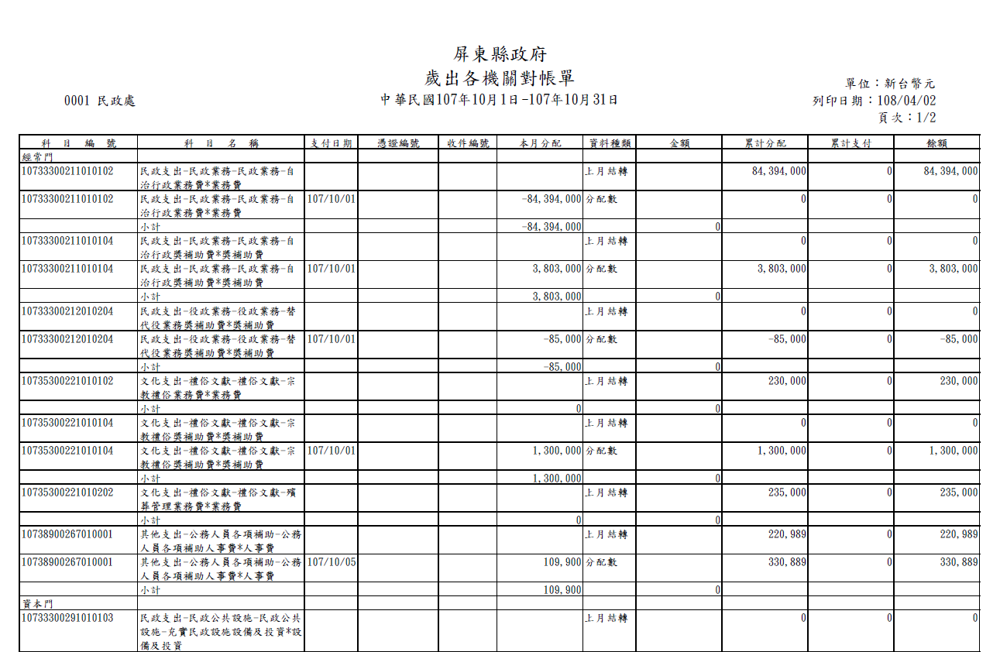 屏東縣政府
歲出各機關對帳單
單位：新台幣元
0001 民政處 中華民國107年10月1日-107年10月31日 列印日期：108/04/02
頁次：1/2
科目編號 科目名稱 支付日期 憑證編號 收件編號 本月分配 資料種類 金額 累計分配 累計支付 餘額
經常門
10733300211010102 民政支出-民政業務-民政業務-自 上月結轉 84,394,000 0 84,394,000
治行政業務費*業務費
10733300211010102 民政支出-民政業務-民政業務-自 107/10/01 -84,394,000 分配數 0 0 0
治行政業務費*業務費
小計 -84,394,000 0
10733300211010104 民政支出-民政業務-民政業務-自 上月結轉 0 0 0
治行政獎補助費*獎補助費
10733300211010104 民政支出-民政業務-民政業務-自 107/10/01 3,803,000 分配數 3,803,000 0 3,803,000
治行政獎補助費*獎補助費
小計 3,803,000 0
10733300212010204 民政支出-役政業務-役政業務-替 上月結轉 0 0 0
代役業務獎補助費*獎補助費
10733300212010204 民政支出-役政業務-役政業務-替 107/10/01 -85,000 分配數 -85,000 0 -85,000
代役業務獎補助費*獎補助費
小計 -85,000 0
10735300221010102 文化支出-禮俗文獻-禮俗文獻-宗 上月結轉 230,000 0 230,000
教禮俗業務費*業務費
小計 0 0
10735300221010104 文化支出-禮俗文獻-禮俗文獻-宗 上月結轉 0 0 0
教禮俗獎補助費*獎補助費
10735300221010104 文化支出-禮俗文獻-禮俗文獻-宗 107/10/01 1,300,000 分配數 1,300,000 0 1,300,000
教禮俗獎補助費*獎補助費
小計 1,300,000 0
10735300221010202 文化支出-禮俗文獻-禮俗文獻-殯 上月結轉 235,000 0 235,000
葬管理業務費*業務費
小計 0 0
10738900267010001 其他支出-公務人員各項補助-公務 上月結轉 220,989 0 220,989
人員各項補助人事費*人事費
10738900267010001 其他支出-公務人員各項補助-公務 107/10/05 109,900 分配數 330,889 0 330,889
人員各項補助人事費*人事費
小計 109,900 0
資本門
10733300291010103 民政支出-民政公共設施-民政公共 上月結轉 0 0 0
設施-充實民政設施設備及投資*設
備及投資